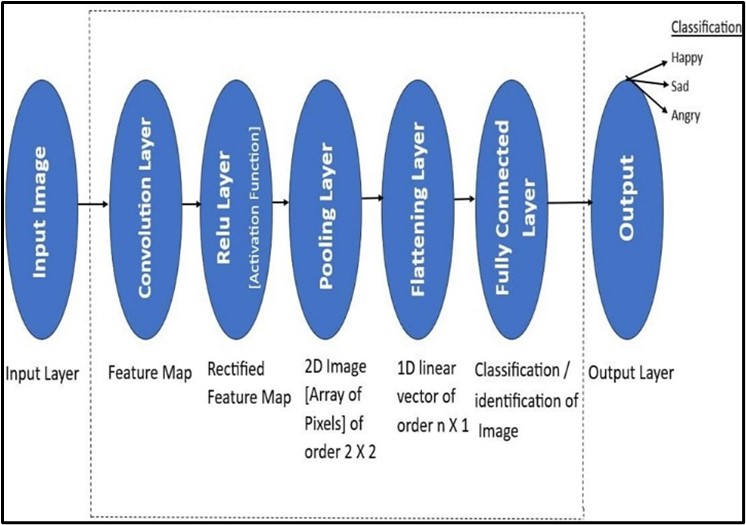 Classification
Happy
Sad
Angry
Input Image
Convolution Layer
Relu Layer
[Activation Function]
Pooling Layer
Flattening Layer
Fully Connected
Layer
Output
Input Layer
Feature Map
Rectified
Feature Map
2D Image
[Array of
Pixels] of
order 2 X 2
1D linear
vector of
order n X 1
Classification /
identification of
Image
Output Layer